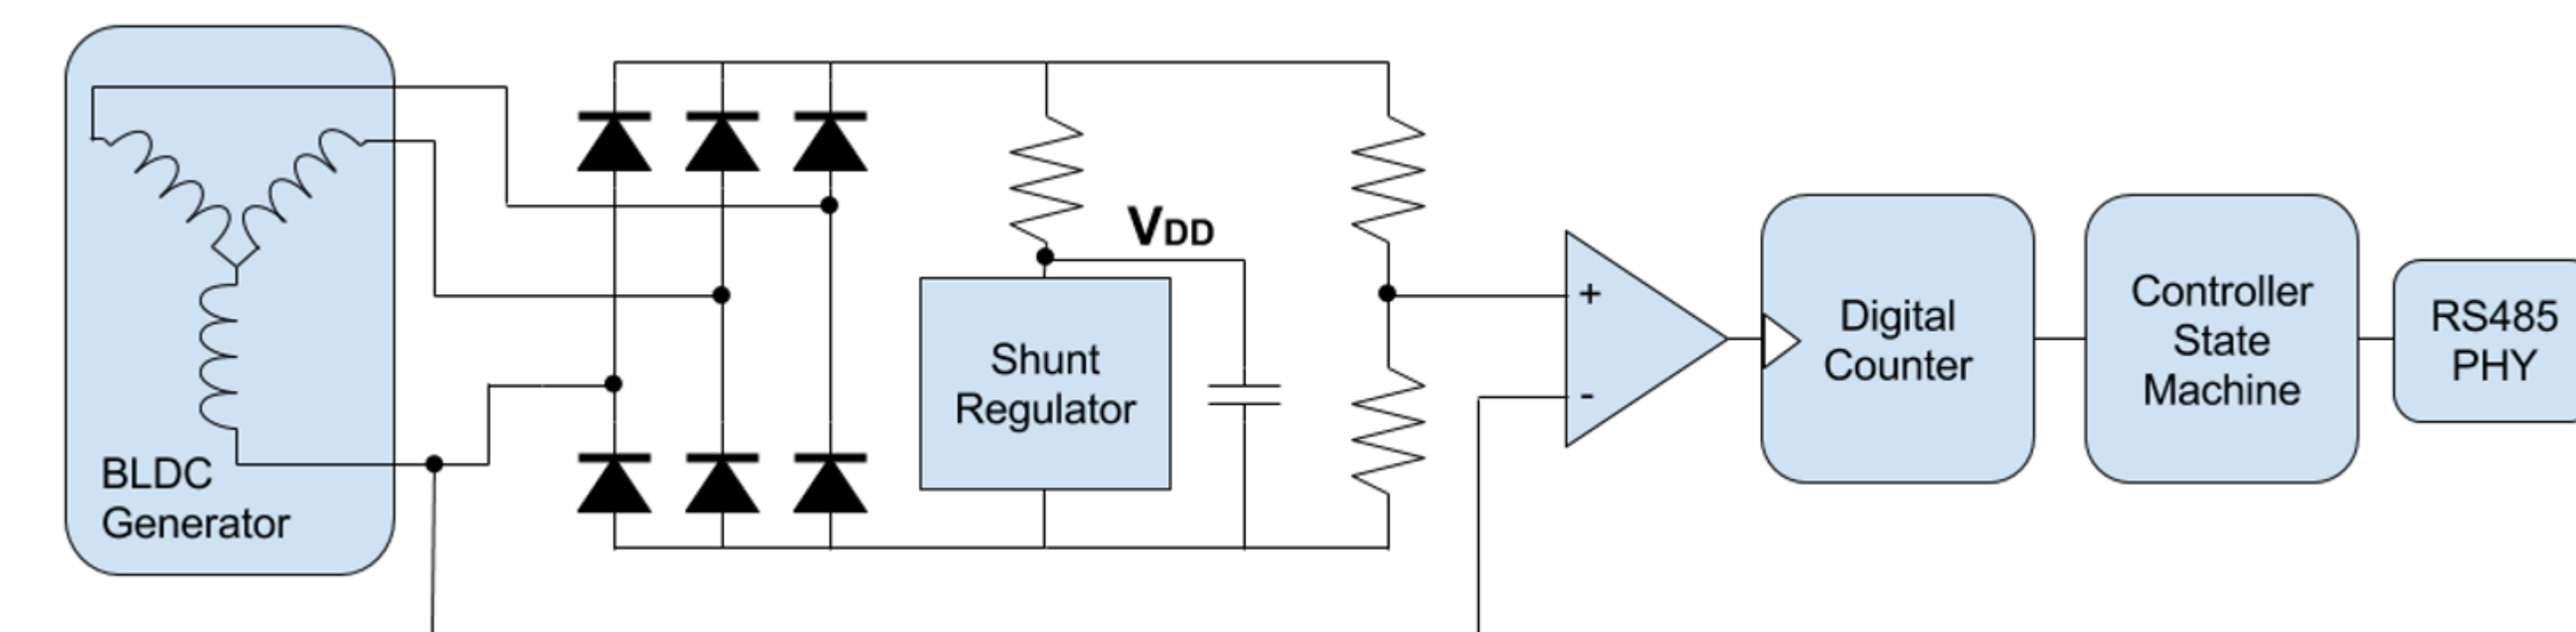 BLDC
Generator
VDD
Shunt
Regulator
+
-
Digital
Counter
Controller
State
Machine
RS485
PHY